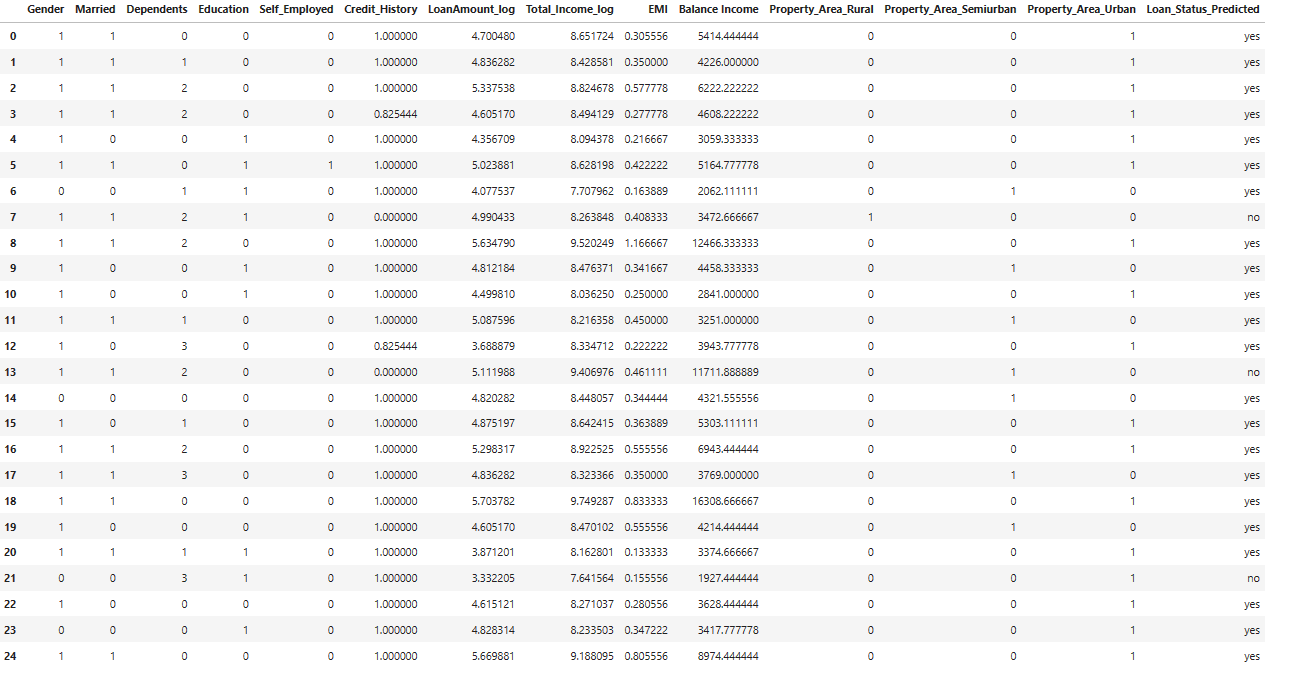 Gender Married Dependents Education Self_Employed Credit_History LoanAmount_log Total_Income_log EMI Balance Income Property_Area_Rural Property_Area_Semiurban Property_Area_Urban Loan_Status_Predicted
0 1 1 0 0 0 1.000000 4.700480 8.651724 0.305556 5414.444444 0 0 1 yes
1 1 1 1 0 0 1.000000 4.836282 8.428581 0.350000 4226.000000 0 0 1 yes
2 1 1 2 0 0 1.000000 5.337538 8.824678 0.577778 6222.222222 0 0 1 yes
3 1 1 2 0 0 0.825444 4.605170 8.494129 0.277778 4608.222222 0 0 1 yes
4 1 0 0 1 0 1.000000 4.356709 8.094378 0.216667 3059.333333 0 0 1 yes
5 1 1 0 1 1 1.000000 5.023881 8.628198 0.422222 5164.777778 0 0 1 yes
6 0 0 1 1 0 1.000000 4.077537 7.707962 0.163889 2062.111111 0 1 0 yes
7 1 1 2 1 0 0.000000 4.990433 8.263848 0.408333 3472.666667 1 0 0 no
8 1 1 2 0 0 1.000000 5.634790 9.520249 1.166667 12466.333333 0 0 1 yes
9 1 0 0 1 0 1.000000 4.812184 8.476371 0.341667 4458.333333 0 1 0 yes
10 1 0 0 1 0 1.000000 4.499810 8.036250 0.250000 2841.000000 0 0 1 yes
11 1 1 1 0 0 1.000000 5.087596 8.216358 0.450000 3251.000000 0 1 0 yes
12 1 0 3 0 0 0.825444 3.688879 8.334712 0.222222 3943.777778 0 0 1 yes
13 1 1 2 0 0 0.000000 5.111988 9.406976 0.461111 11711.888889 0 1 0 no
14 0 0 0 0 0 1.000000 4.820282 8.448057 0.344444 4321.555556 0 1 0 yes
15 1 0 1 0 0 1.000000 4.875197 8.642415 0.363889 5303.111111 0 0 1 yes
16 1 1 2 0 0 1.000000 5.298317 8.922525 0.555556 6943.444444 0 0 1 yes
17 1 1 3 0 0 1.000000 4.836282 8.323366 0.350000 3769.000000 0 1 0 yes
18 1 1 0 0 0 1.000000 5.703782 9.749287 0.833333 16308.666667 0 0 1 yes
19 1 0 0 0 0 1.000000 4.605170 8.470102 0.555556 4214.444444 0 1 0 yes
20 1 1 1 1 0 1.000000 3.871201 8.162801 0.133333 3374.666667 0 0 1 yes
21 0 0 3 1 0 1.000000 3.332205 7.641564 0.155556 1927.444444 0 0 1 no
22 1 0 0 0 0 1.000000 4.615121 8.271037 0.280556 3628.444444 0 0 1 yes
23 0 0 0 1 0 1.000000 4.828314 8.233503 0.347222 3417.777778 0 0 1 yes
24 1 1 0 0 0 1.000000 5.669881 9.188095 0.805556 8974.444444 0 0 1 yes